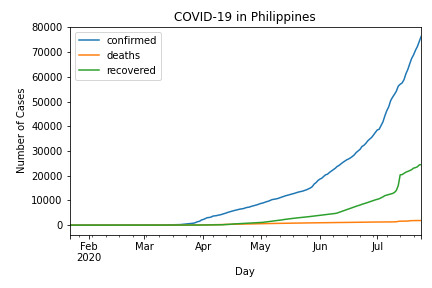 COVID-19 in Philippines
80000
70000
60000
50000
40000
30000
20000
10000
0
Number of Cases
confirmed
deaths
recovered
Feb
2020
Mar
Apr
May
Jun
Jul
Day